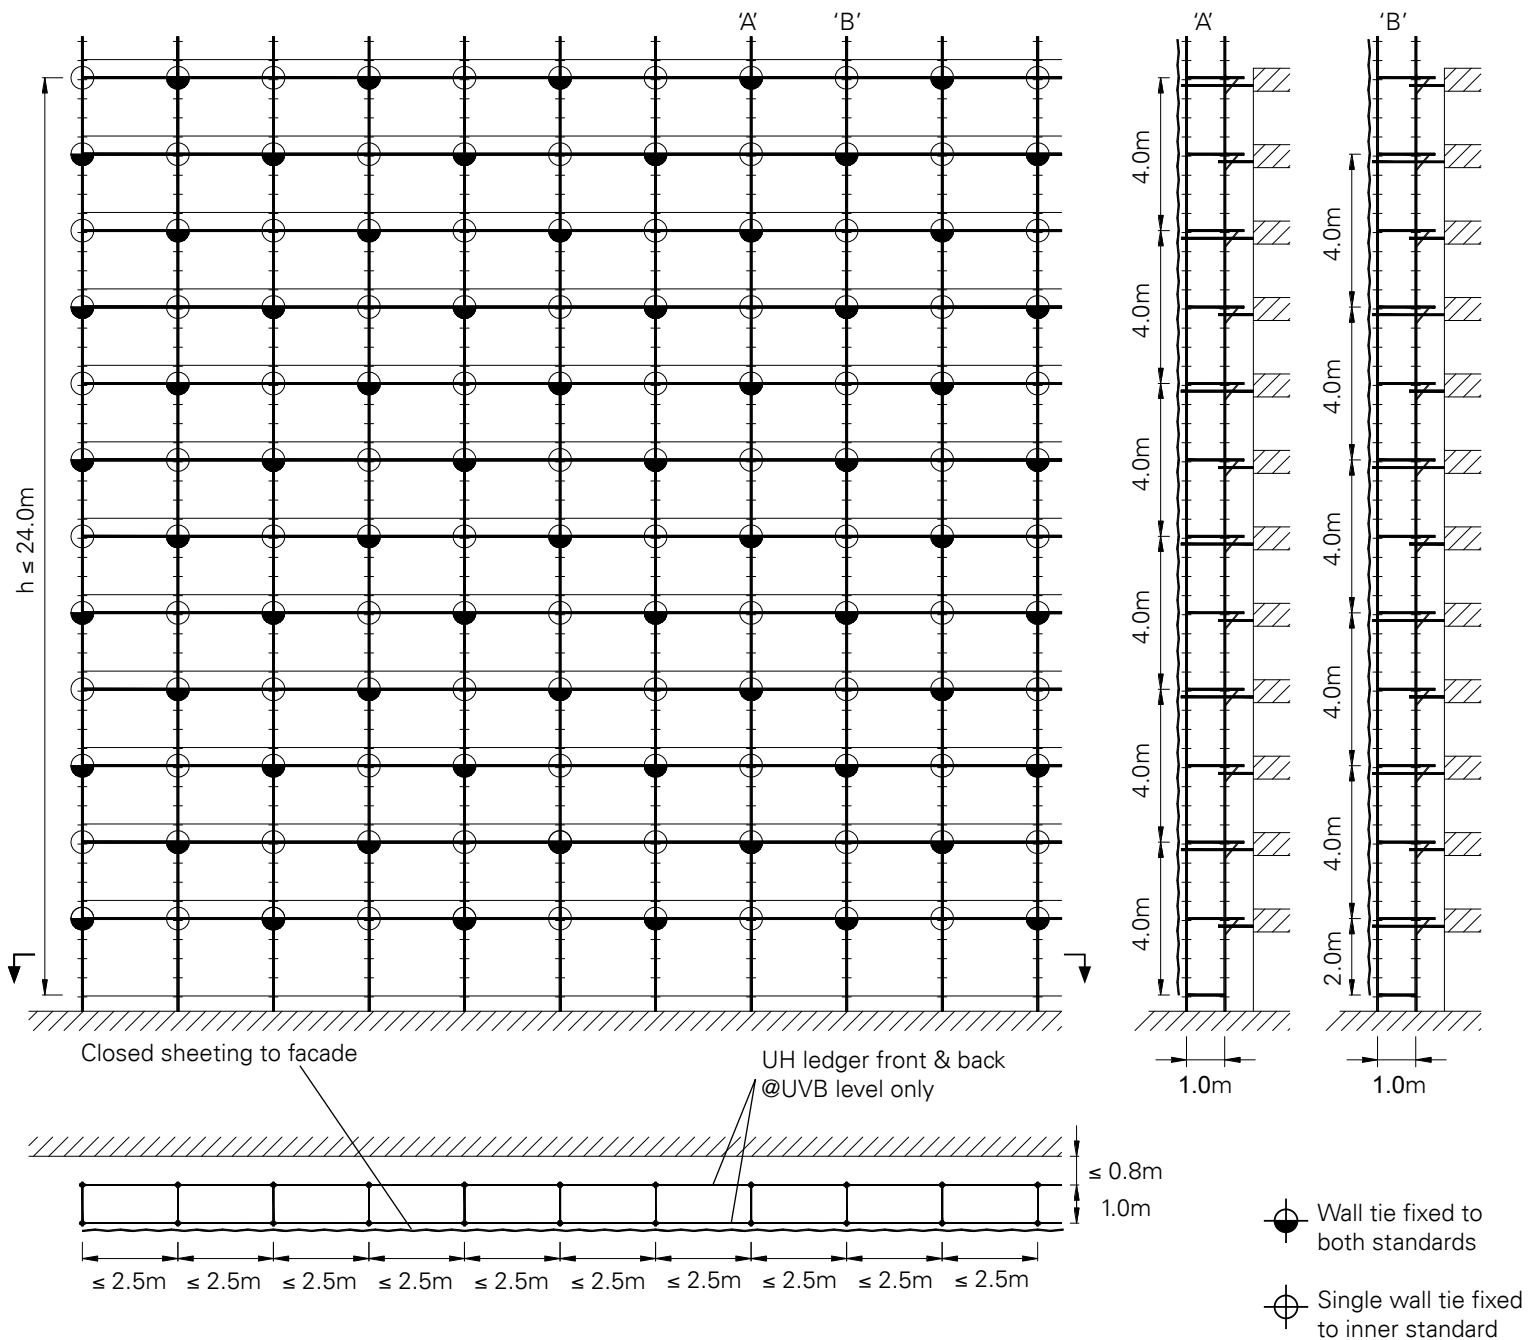 ‘A’
‘B’
‘A’
‘B’
h ≤ 24.0m
4.0m
4.0m
4.0m
4.0m
4.0m
4.0m
4.0m
4.0m
4.0m
4.0m
4.0m
2.0m
1.0m
1.0m
Closed sheeting to facade
UH ledger front & back
@UVB level only
≤ 0.8m
1.0m
≤ 2.5m
≤ 2.5m
≤ 2.5m
≤ 2.5m
≤ 2.5m
≤ 2.5m
≤ 2.5m
≤ 2.5m
≤ 2.5m
≤ 2.5m
Wall tie fixed to
both standards
Single wall tie fixed
to inner standard